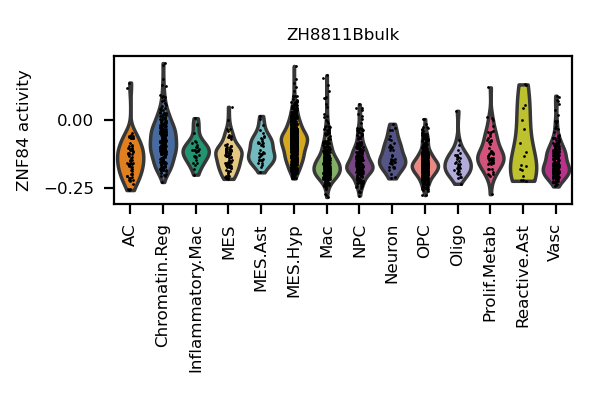 ZH8811Bbulk
ZNF84 activity
0.00
−0.25
AC
Chromatin.Reg
Inflammatory.Mac
MES
MES.Ast
MES.Hyp
Mac
NPC
Neuron
OPC
Oligo
Prolif.Metab
Reactive.Ast
Vasc